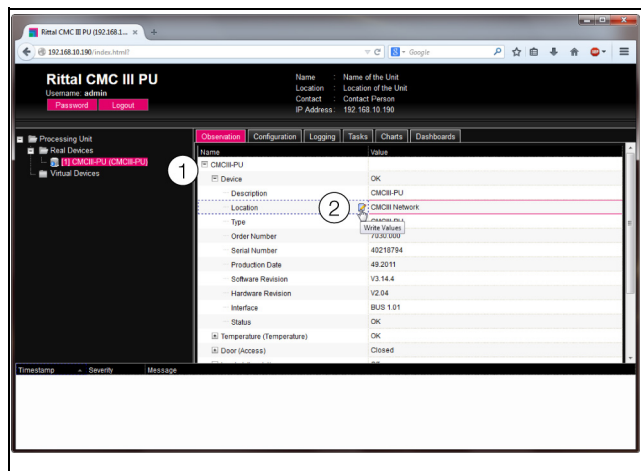 Rittal CMC III PU (192.168.1... × +
192.168.10.190/index.html? Google
Rittal CMC III PU
Username: admin
Password Logout
Name : Name of the Unit
Location : Location of the Unit
Contact : Contact Person
IP Address : 192.168.10.190
Processing Unit
Real Devices
[1] CMCIII-PU (CMCIII-PU)
Virtual Devices
Observation Configuration Logging Tasks Charts Dashboards
Name Value
1
CMCIII-PU
Device OK
Description CMCIII-PU
Location 2 CMCIII Network
Type CMCIII-PU
Write Values
Order Number 7030.000
Serial Number 40218794
Production Date 49.2011
Software Revision V3.14.4
Hardware Revision V2.04
Interface BUS 1.01
Status OK
Temperature (Temperature) OK
Door (Access) Closed
Timestamp Severity Message